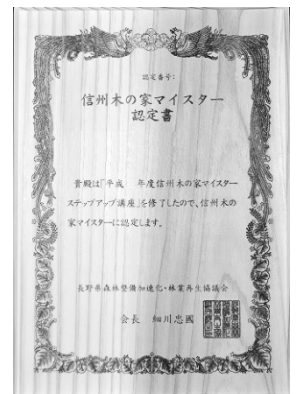 認定番号:
信州木の家マイスター
認定書
貴殿は「平成　　年度信州木の家マイスター
ステップアップ講座」を修了したので、信州木の
家マイスターに認定します。
長野県森林整備加速化・林業再生協議会
会長　細川忠國